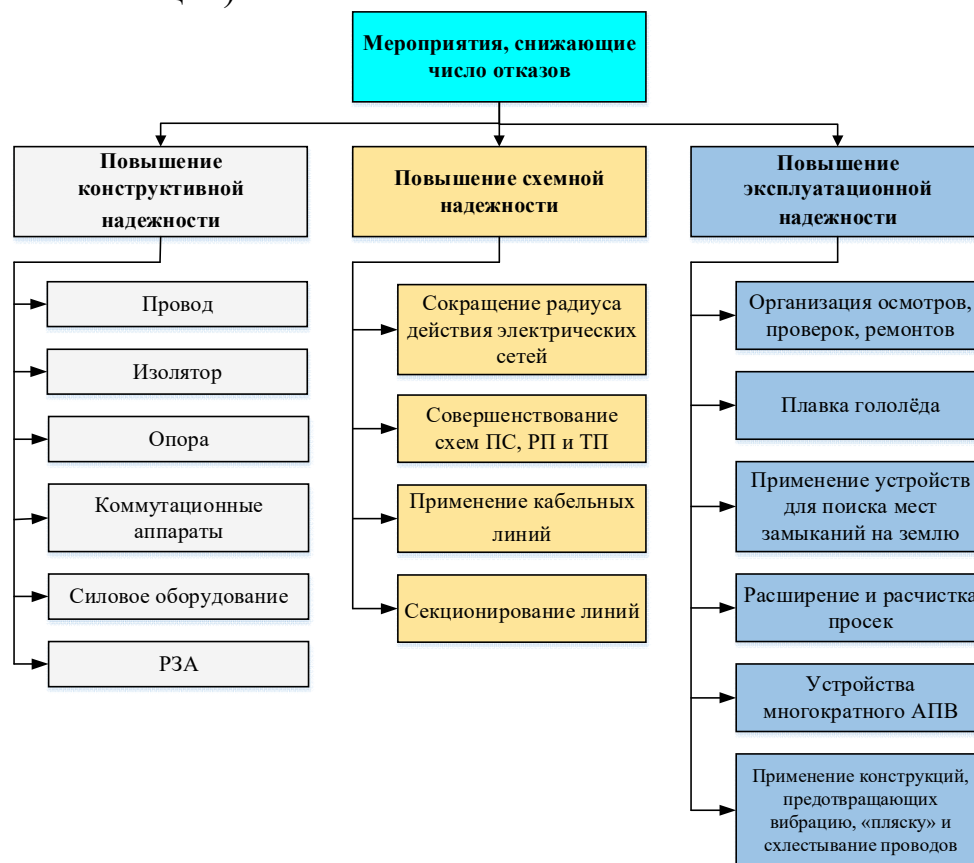 Мероприятия, снижающие
число отказов
Повышение
конструктивной
надежности
Провод
Изолятор
Опора
Коммутационные
аппараты
Силовое оборудование
РЗА
Повышение схемной
надежности
Сокращение радиуса
действия электрических
сетей
Совершенствование
схем ПС, РП и ТП
Применение кабельных
линий
Секционирование линий
Повышение
эксплуатационной
надежности
Организация осмотров,
проверок, ремонтов
Плавка гололёда
Применение устройств
для поиска мест
замыканий на землю
Расширение и расчистка
просек
Устройства
многократного АПВ
Применение конструкций,
предотвращающих
вибрацию, «пляску» и
схлестывание проводов